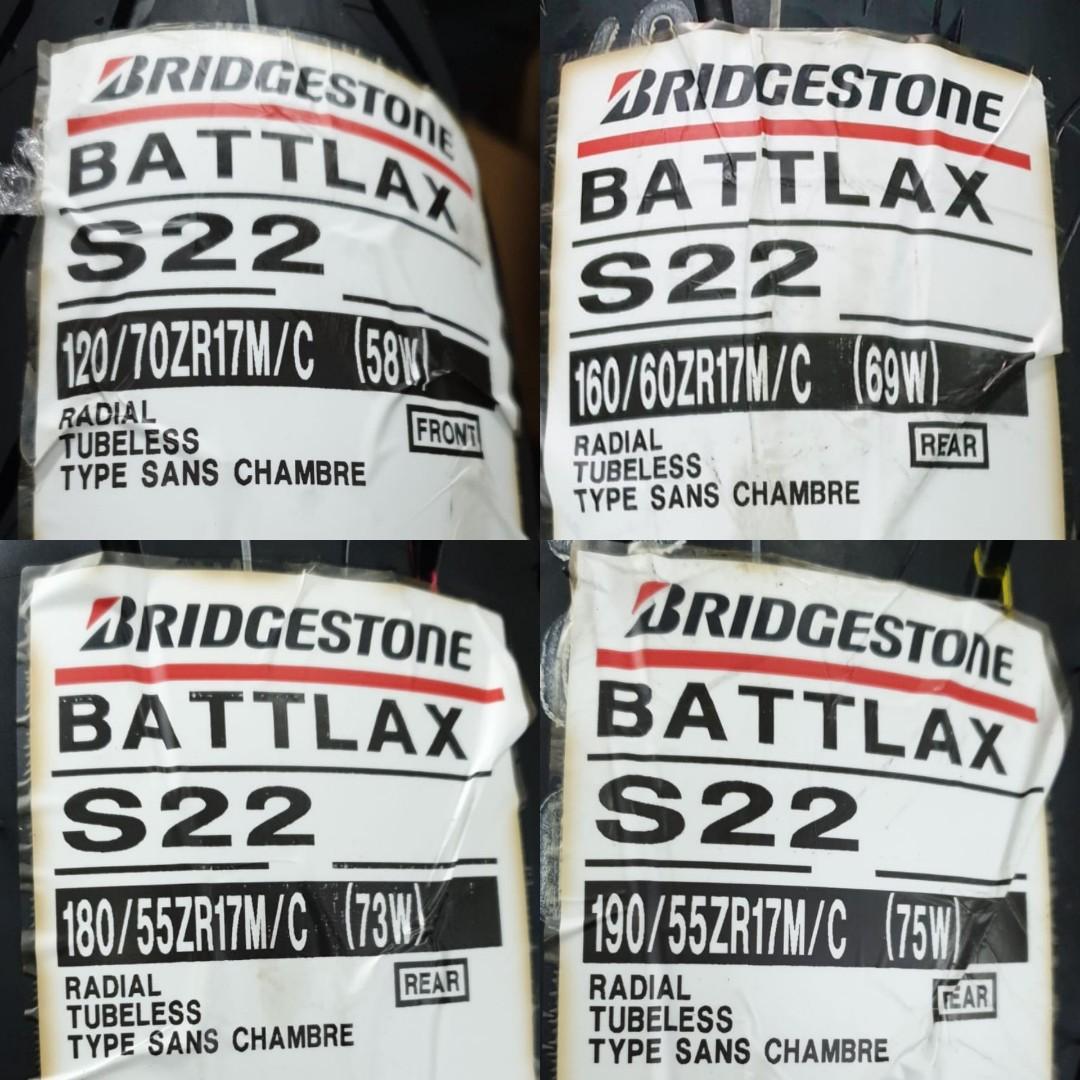 BRIDGESTONE
BATTLAX
S22
120/70ZR17M/C (58W)
RADIAL
TUBELESS
TYPE SANS CHAMBRE
FRONT
BRIDGESTONE
BATTLAX
S22
160/60ZR17M/C (69W)
RADIAL
TUBELESS
TYPE SANS CHAMBRE
REAR
BRIDGESTONE
BATTLAX
S22
180/55ZR17M/C (73W)
RADIAL
TUBELESS
TYPE SANS CHAMBRE
REAR
BRIDGESTONE
BATTLAX
S22
190/55ZR17M/C (75W)
RADIAL
TUBELESS
TYPE SANS CHAMBRE
REAR